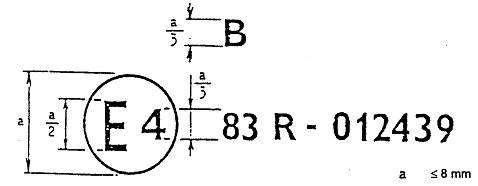 a/3 B
a a/2 E 4 a/3 83 R - 012439
a ≤ 8 mm